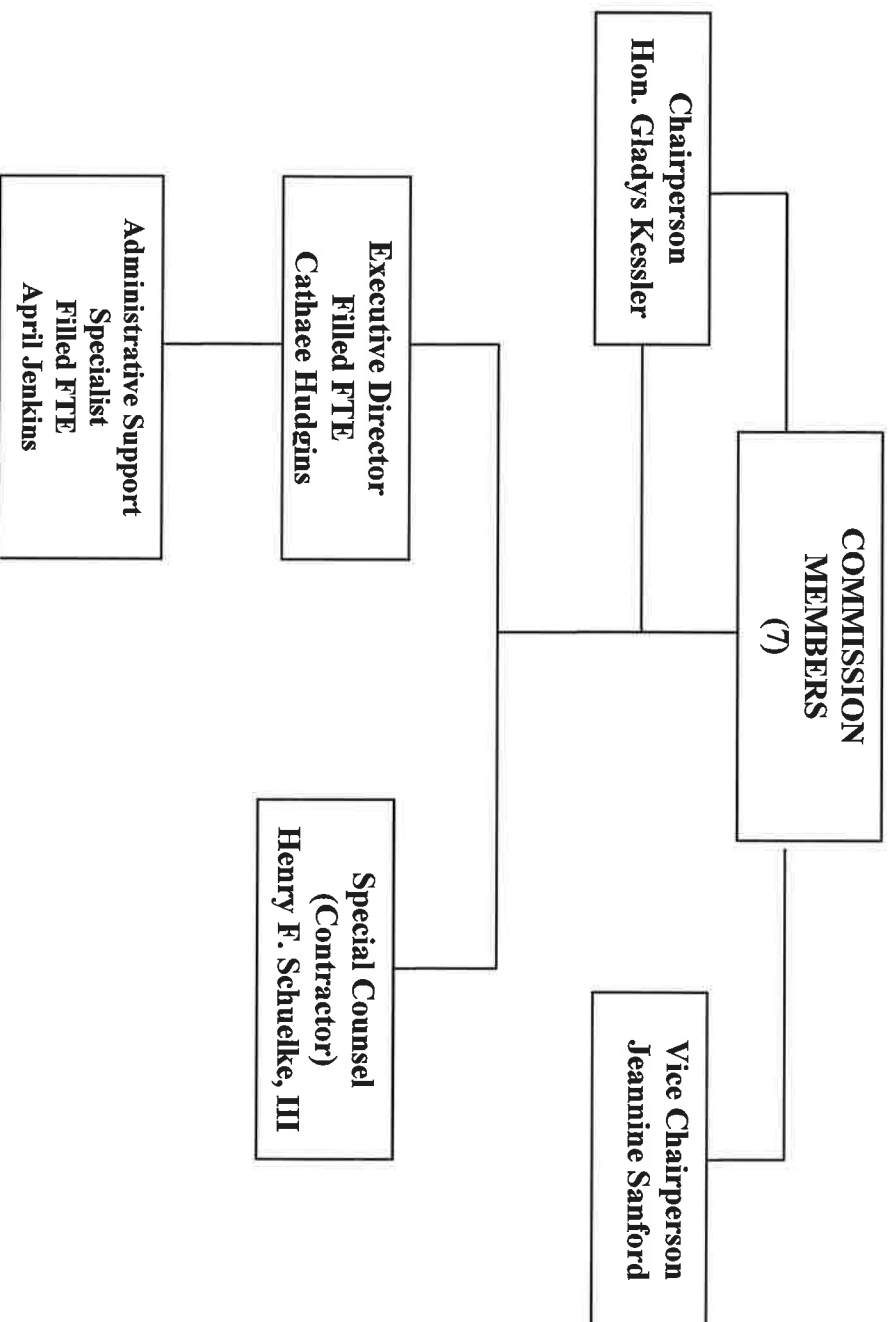 COMMISSION
MEMBERS
(7)
Chairperson
Hon. Gladys Kessler
Vice Chairperson
Jeannine Sanford
Executive Director
Filled FTE
Cathaee Hudgins
Special Counsel
(Contractor)
Henry F. Schuelke, III
Administrative Support
Specialist
Filled FTE
April Jenkins